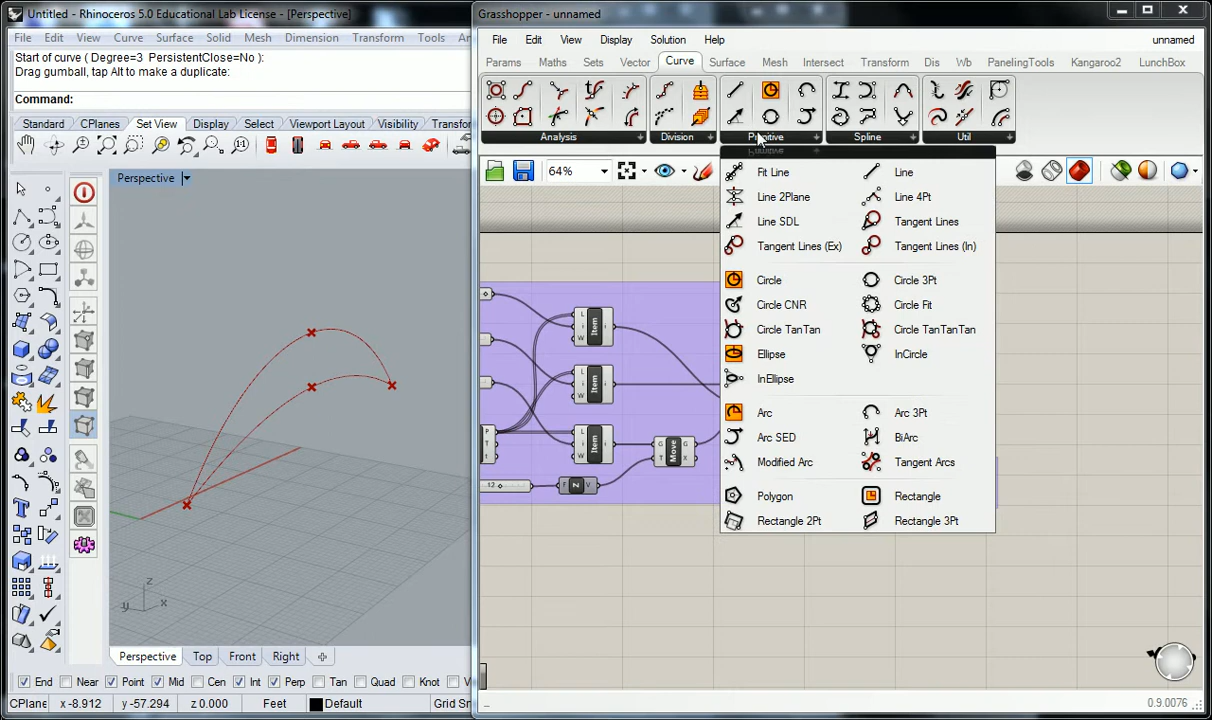 Untitled - Rhinoceros 5.0 Educational Lab License - [Perspective]
File Edit View Curve Surface Solid Mesh Dimension Transform Tools
Start of curve ( Degree=3 PersistentClose=No ):
Drag gumball, tap Alt to make a duplicate:
Command:
Standard CPlanes Set View Display Select Viewport Layout Visibility
Perspective
z
y x
Perspective Top Front Right
End Near Point Mid Cen Int Perp Tan Quad Knot
CPlane x -8.912 y -57.294 z 0.000 Feet Default Grid Sn
Grasshopper - unnamed
File Edit View Display Solution Help unnamed
Params Maths Sets Vector Curve Surface Mesh Intersect Transform Dis Wb PanelingTools Kangaroo2 LunchBox
Analysis Division Primitive Spline Util
64%
Fit Line Line
Line 2Plane Line 4Pt
Line SDL Tangent Lines
Tangent Lines (Ex) Tangent Lines (In)
Circle Circle 3Pt
Circle CNR Circle Fit
Circle TanTan Circle TanTanTan
Ellipse InCircle
InEllipse
Arc Arc 3Pt
Arc SED BiArc
Modified Arc Tangent Arcs
Polygon Rectangle
Rectangle 2Pt Rectangle 3Pt
L i W Item i
L i W Item i
P T t L i W Item i G T Move G X
12 F Z V
0.9.0076